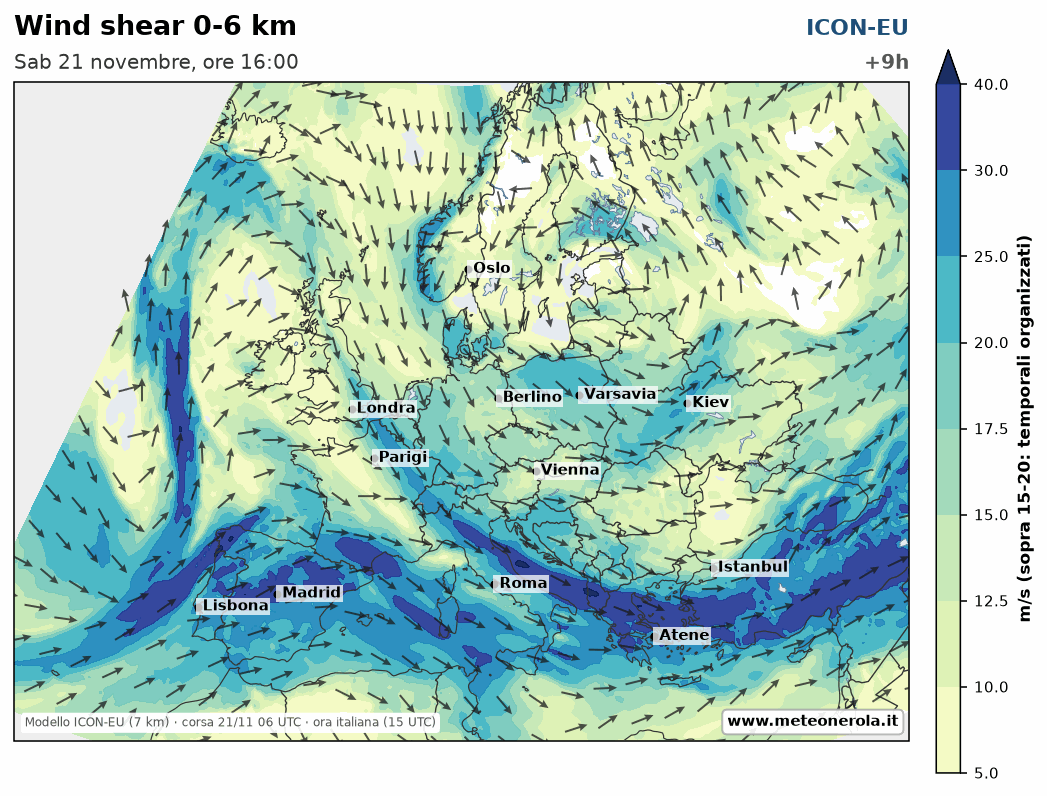 Wind shear 0-6 km
ICON-EU
Sab 21 novembre, ore 16:00
+9h
40.0
30.0
25.0
20.0
17.5
15.0
12.5
10.0
5.0
m/s (sopra 15-20: temporali organizzati)
Oslo
Berlino
Varsavia
Kiev
Londra
Parigi
Vienna
Istanbul
Roma
Madrid
Lisbona
Atene
Modello ICON-EU (7 km) · corsa 21/11 06 UTC · ora italiana (15 UTC)
www.meteonerola.it